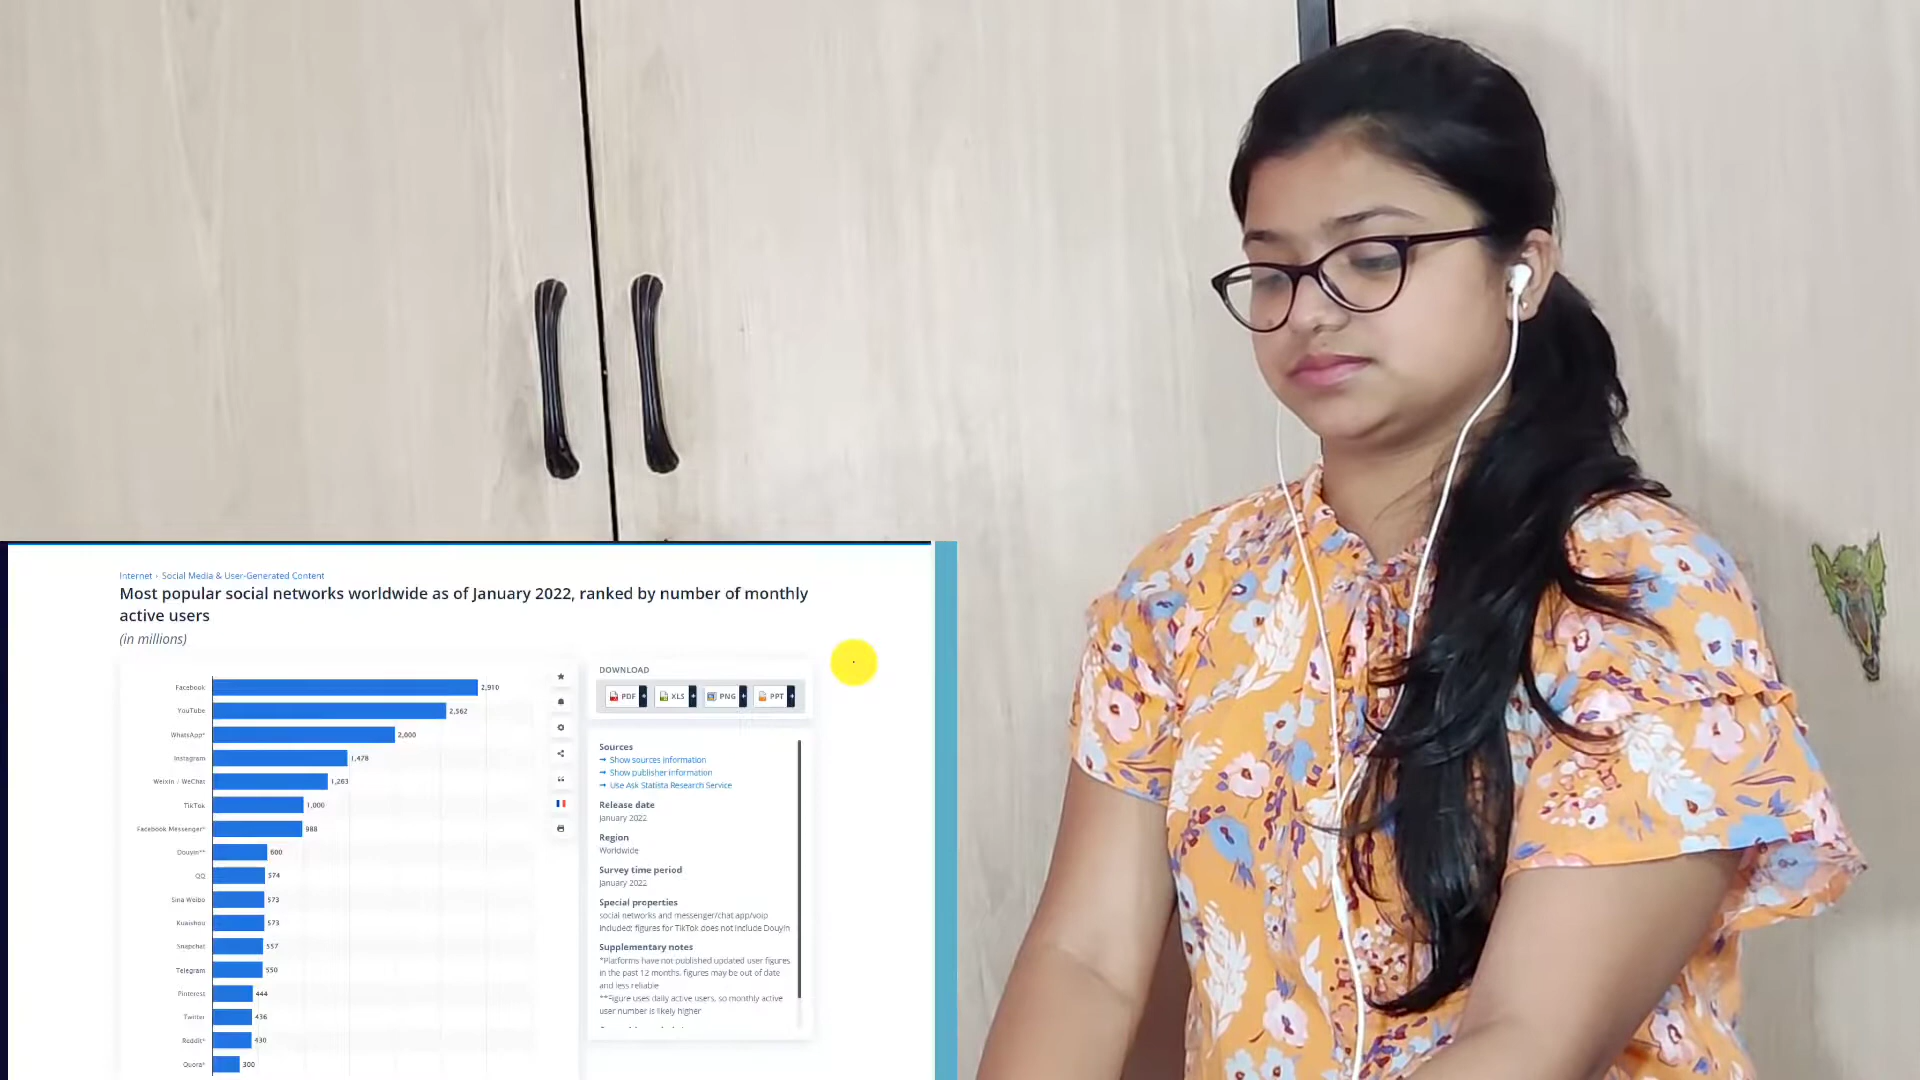 Internet › Social Media & User-Generated Content
Most popular social networks worldwide as of January 2022, ranked by number of monthly
active users
(in millions)
Facebook 2,910
YouTube 2,562
WhatsApp* 2,000
Instagram 1,478
Weixin / WeChat 1,263
TikTok 1,000
Facebook Messenger* 988
Douyin** 600
QQ 574
Sina Weibo 573
Kuaishou 573
Snapchat 557
Telegram 550
Pinterest 444
Twitter 436
Reddit* 430
Quora* 300
DOWNLOAD
PDF + XLS + PNG + PPT +
Sources
→ Show sources information
→ Show publisher information
→ Use Ask Statista Research Service
Release date
January 2022
Region
Worldwide
Survey time period
January 2022
Special properties
social networks and messenger/chat app/voip
included; figures for TikTok does not include Douyin
Supplementary notes
*Platforms have not published updated user figures
in the past 12 months, figures may be out of date
and less reliable
**Figure uses daily active users, so monthly active
user number is likely higher